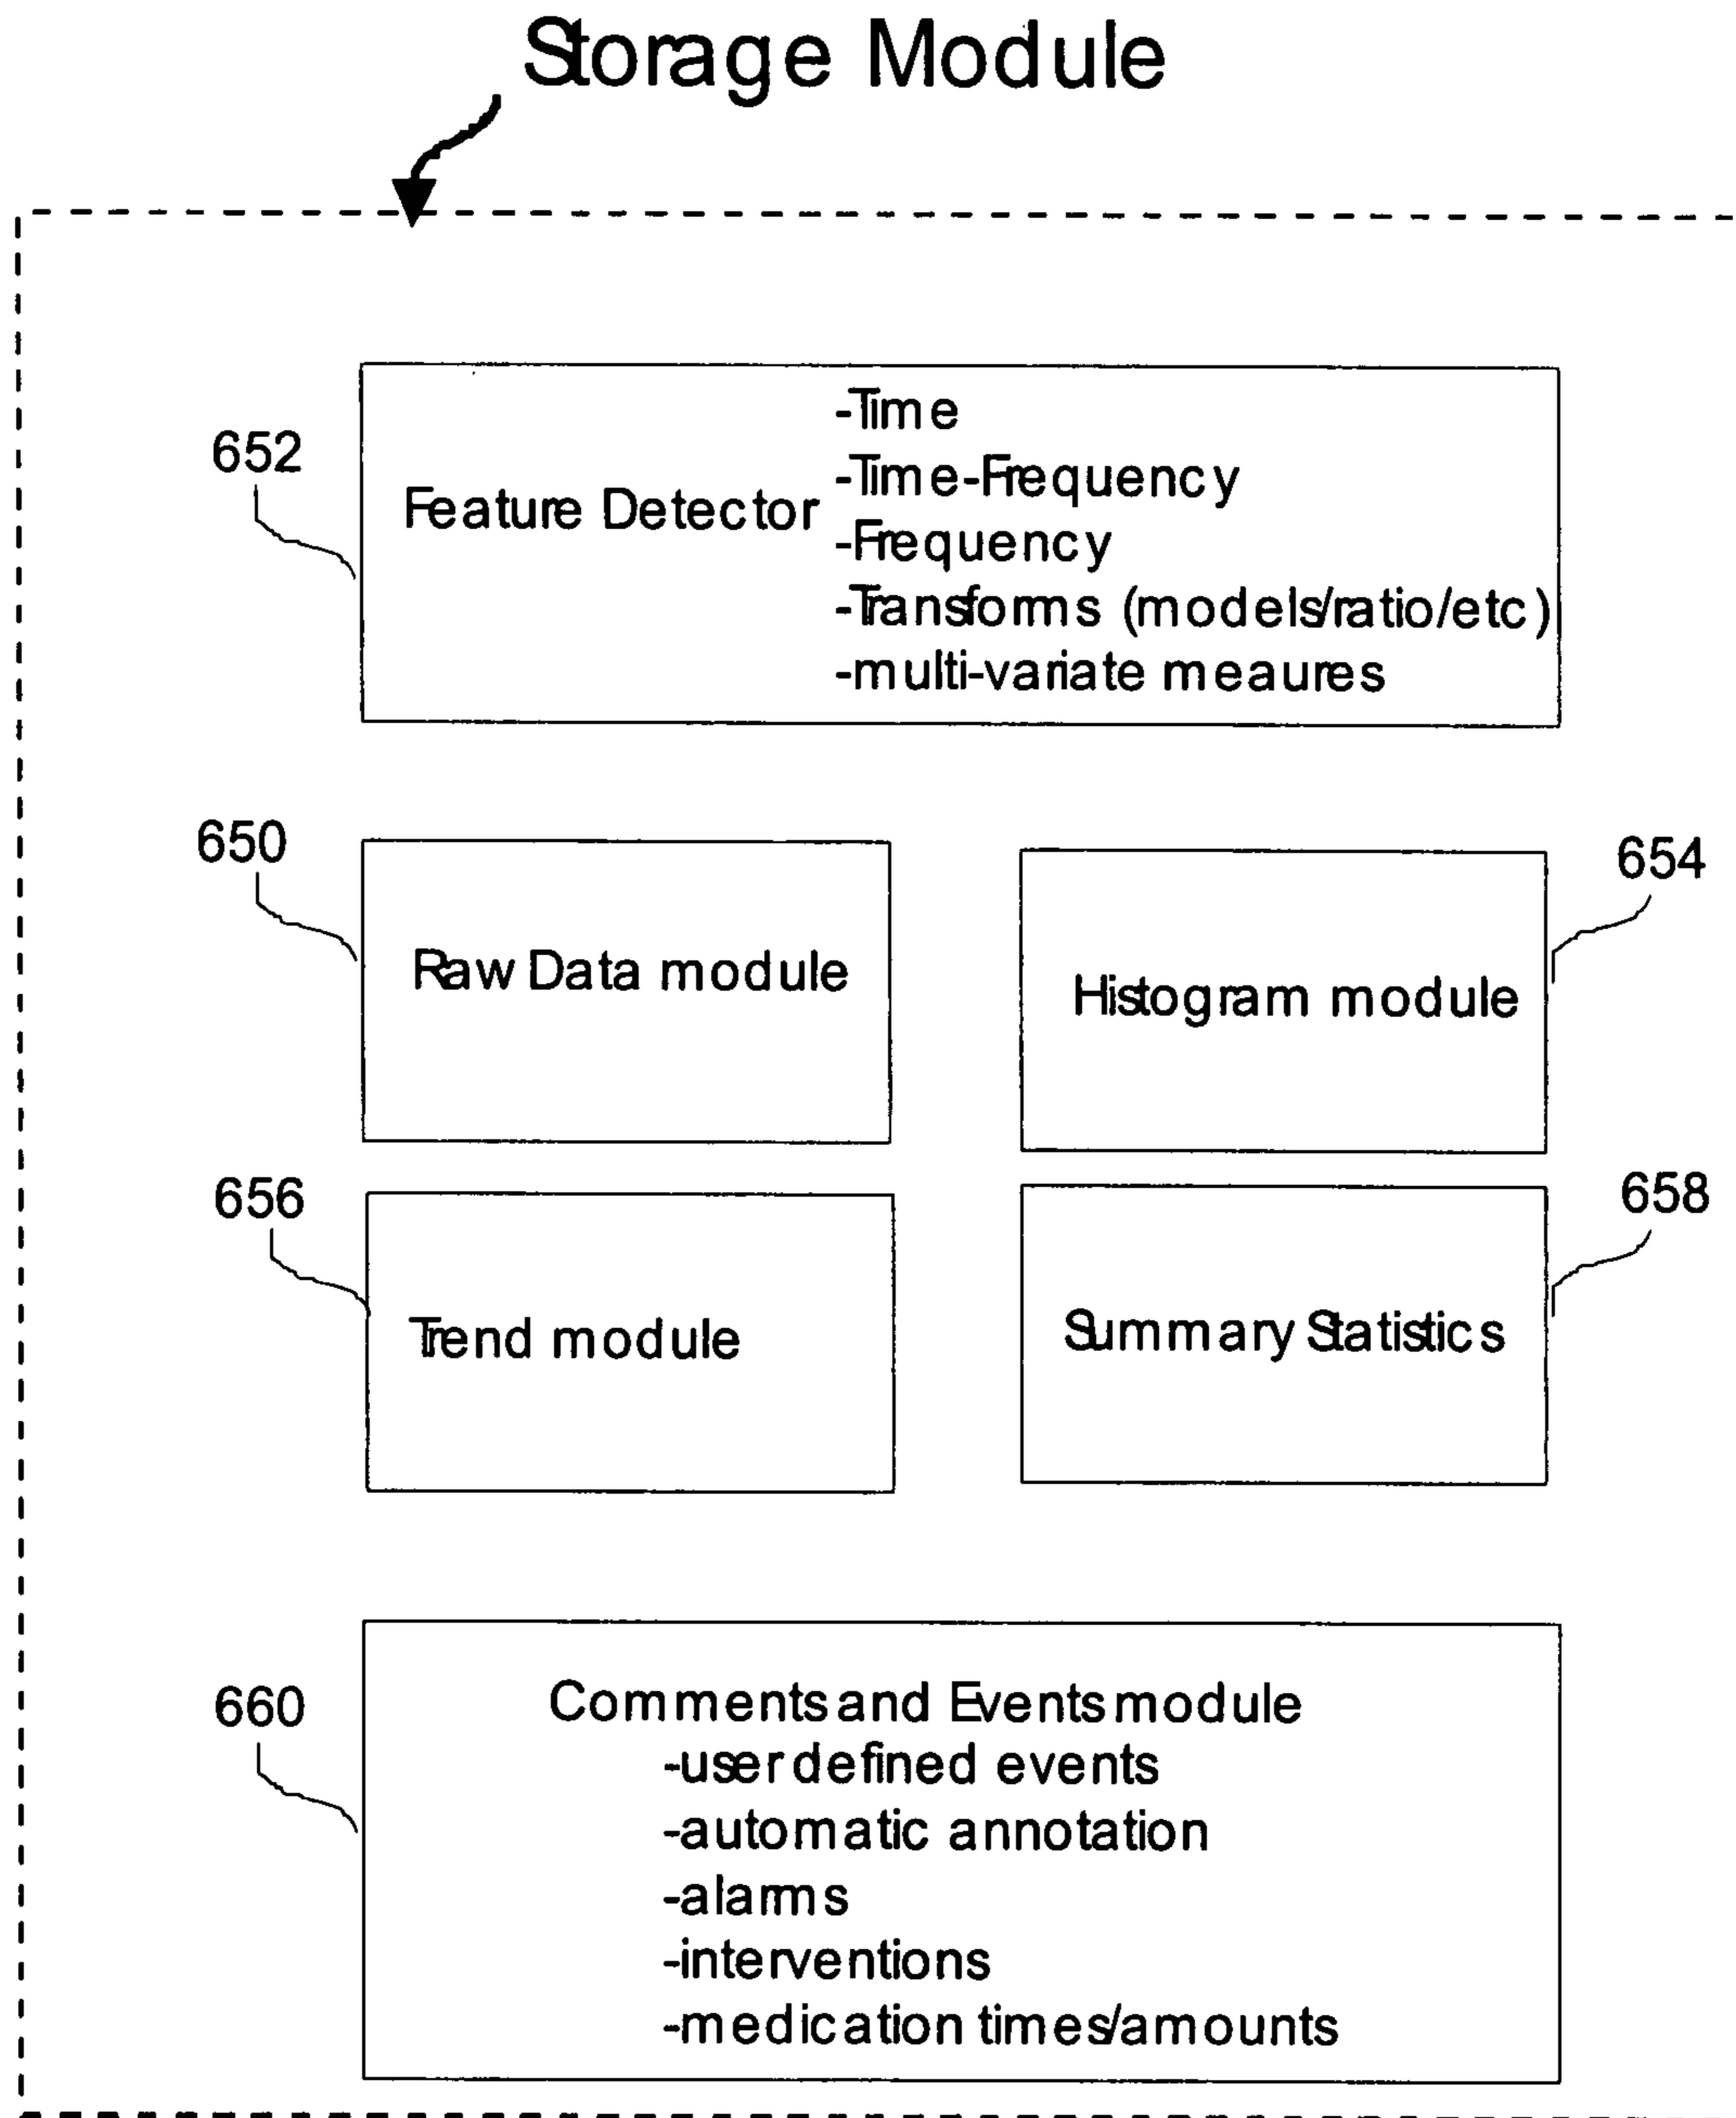 Storage Module
652
Feature Detector
-Time
-Time-Frequency
-Frequency
-Transforms (models/ratio/etc)
-multi-variate meaures
650
Raw Data module
654
Histogram module
656
Trend module
658
Summary Statistics
660
Comments and Events module
-user defined events
-automatic annotation
-alarms
-interventions
-medication times/amounts